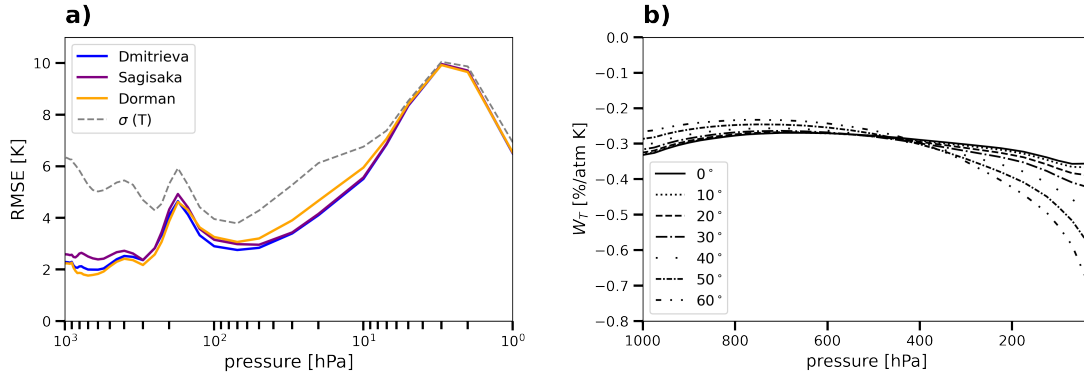 a)
RMSE [K]
10
8
6
4
2
0
Dmitrieva
Sagisaka
Dorman
σ (T)
10³ 10² 10¹ 10⁰
pressure [hPa]
b)
W_T [%/atm K]
0.0
−0.1
−0.2
−0.3
−0.4
−0.5
−0.6
−0.7
−0.8
0°
10°
20°
30°
40°
50°
60°
1000 800 600 400 200
pressure [hPa]